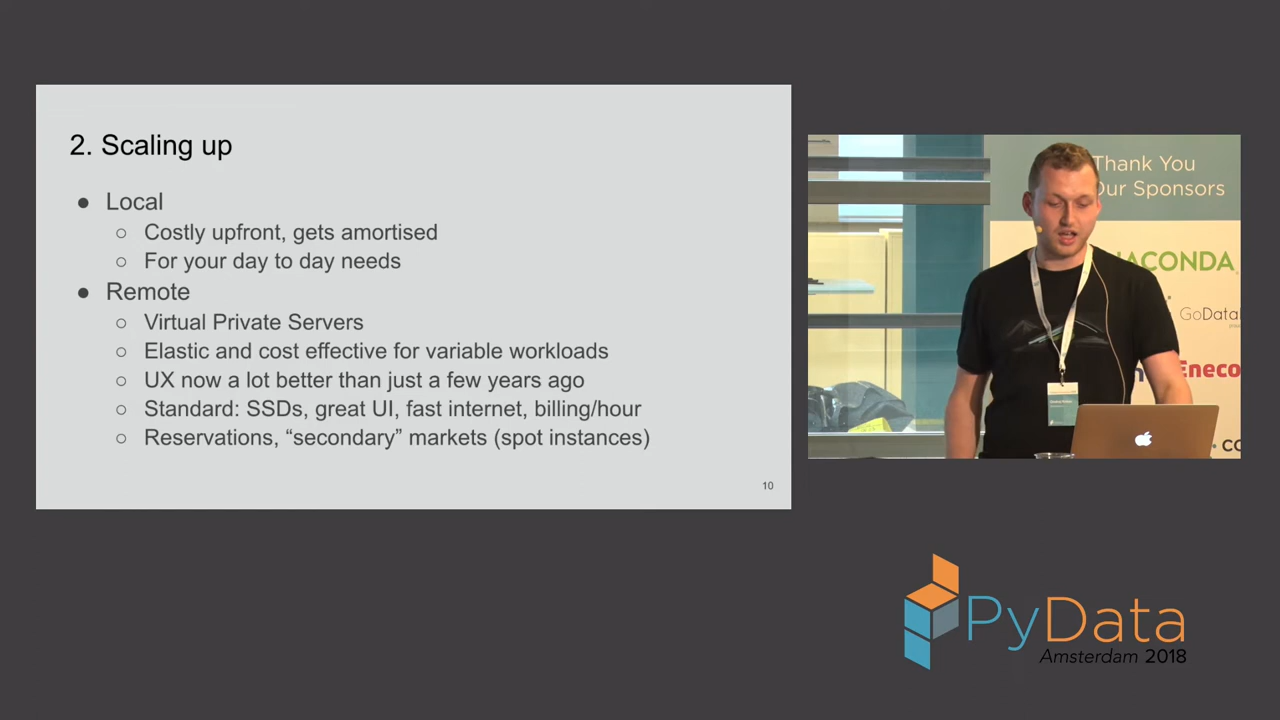 2. Scaling up
● Local
○ Costly upfront, gets amortised
○ For your day to day needs
● Remote
○ Virtual Private Servers
○ Elastic and cost effective for variable workloads
○ UX now a lot better than just a few years ago
○ Standard: SSDs, great UI, fast internet, billing/hour
○ Reservations, “secondary” markets (spot instances)
10
Thank You
Our Sponsors
ACONDA
GoData
Eneco
PyData
Amsterdam 2018